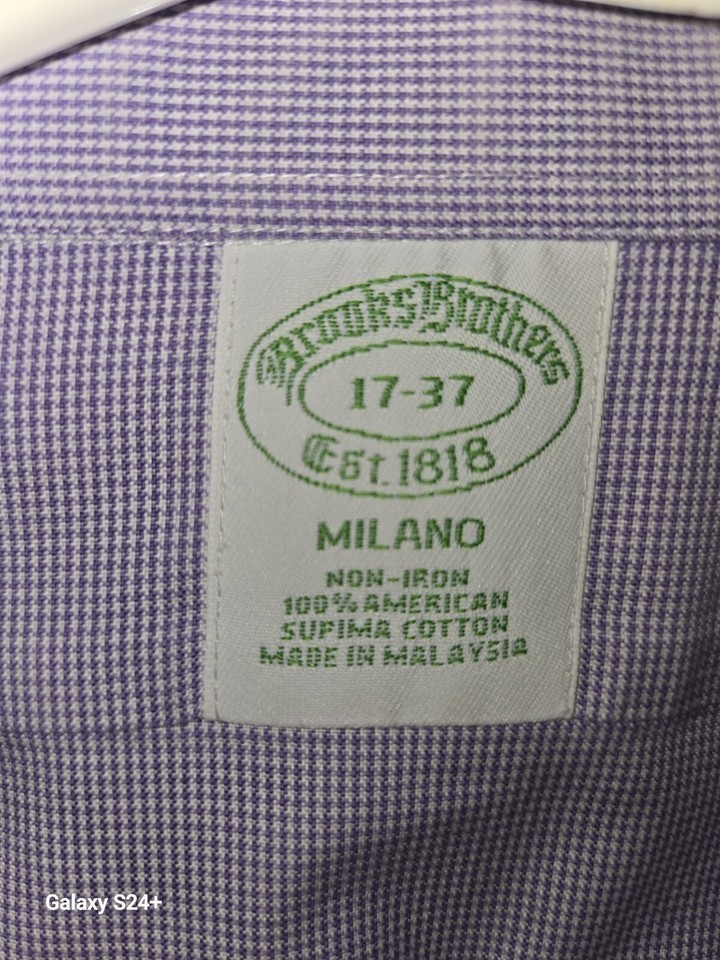 Brooks Brothers
17-37
Est. 1818
MILANO
NON-IRON
100% AMERICAN
SUPIMA COTTON
MADE IN MALAYSIA
Galaxy S24+